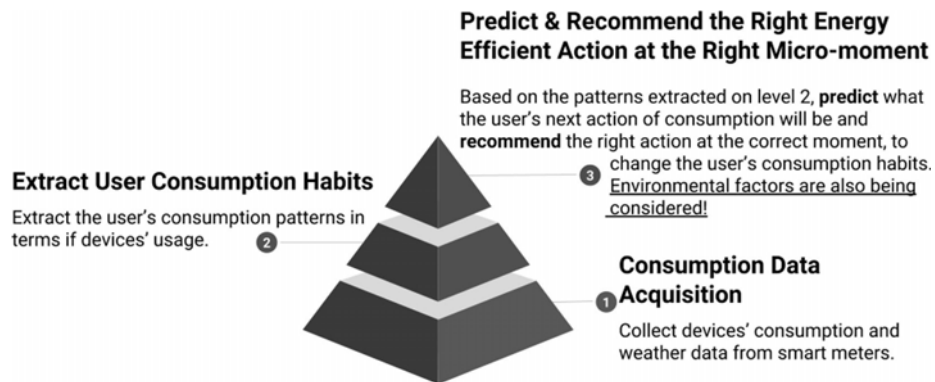 Predict & Recommend the Right Energy
Efficient Action at the Right Micro-moment
Based on the patterns extracted on level 2, predict what
the user's next action of consumption will be and
recommend the right action at the correct moment, to
change the user's consumption habits.
3
Environmental factors are also being
considered!
Extract User Consumption Habits
Extract the user's consumption patterns in
terms if devices' usage.
2
Consumption Data
1
Acquisition
Collect devices' consumption and
weather data from smart meters.